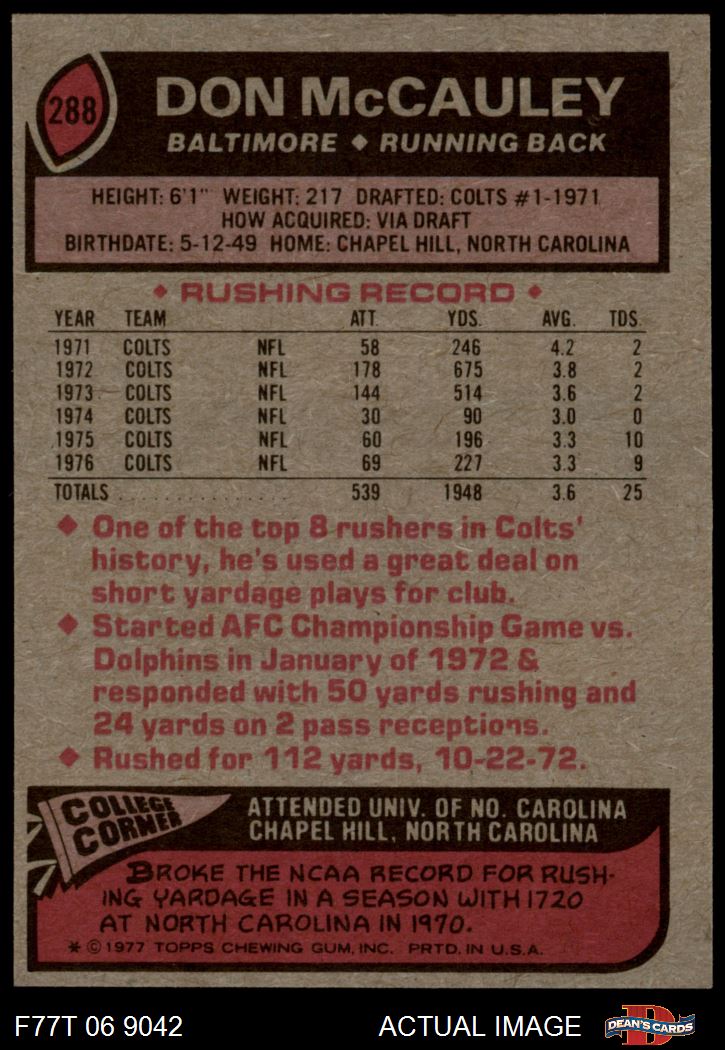 288
DON McCAULEY
BALTIMORE ◆ RUNNING BACK
HEIGHT: 6'1" WEIGHT: 217 DRAFTED: COLTS #1-1971
HOW ACQUIRED: VIA DRAFT
BIRTHDATE: 5-12-49 HOME: CHAPEL HILL, NORTH CAROLINA
◆ RUSHING RECORD ◆
YEAR TEAM ATT. YDS. AVG. TDS.
1971 COLTS NFL 58 246 4.2 2
1972 COLTS NFL 178 675 3.8 2
1973 COLTS NFL 144 514 3.6 2
1974 COLTS NFL 30 90 3.0 0
1975 COLTS NFL 60 196 3.3 10
1976 COLTS NFL 69 227 3.3 9
TOTALS . . . . . . . . . . . . . . . . . 539 1948 3.6 25
◆ One of the top 8 rushers in Colts'
history, he's used a great deal on
short yardage plays for club.
◆ Started AFC Championship Game vs.
Dolphins in January of 1972 &
responded with 50 yards rushing and
24 yards on 2 pass receptions.
◆ Rushed for 112 yards, 10-22-72.
COLLEGE
CORNER
ATTENDED UNIV. OF NO. CAROLINA
CHAPEL HILL, NORTH CAROLINA
BROKE THE NCAA RECORD FOR RUSH-
ING YARDAGE IN A SEASON WITH 1720
AT NORTH CAROLINA IN 1970.
* © 1977 TOPPS CHEWING GUM, INC. PRTD. IN U.S.A.
F77T 06 9042 ACTUAL IMAGE
D
DEAN'S CARDS